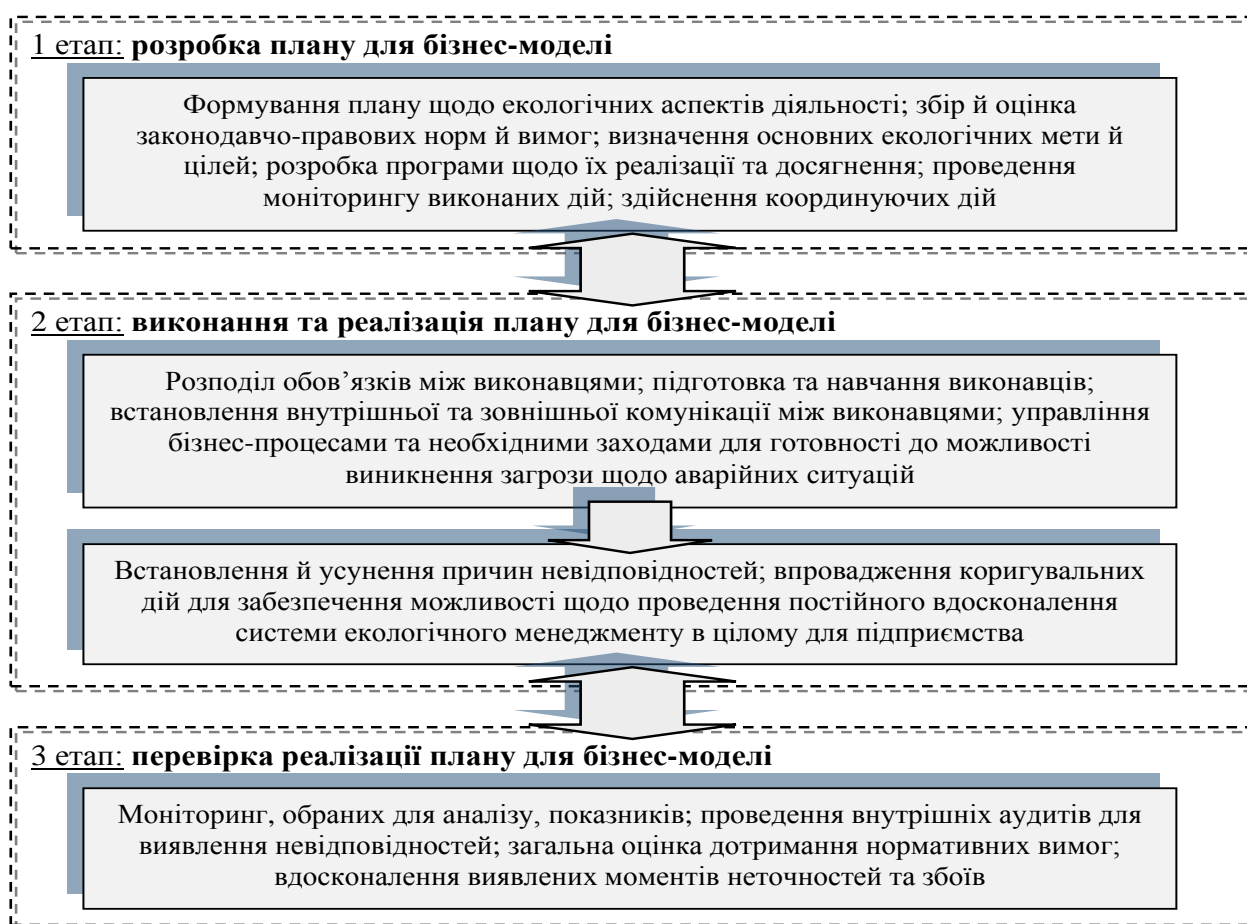 1 етап: розробка плану для бізнес-моделі
Формування плану щодо екологічних аспектів діяльності; збір й оцінка
законодавчо-правових норм й вимог; визначення основних екологічних мети й
цілей; розробка програми щодо їх реалізації та досягнення; проведення
моніторингу виконаних дій; здійснення координуючих дій
2 етап: виконання та реалізація плану для бізнес-моделі
Розподіл обов’язків між виконавцями; підготовка та навчання виконавців;
встановлення внутрішньої та зовнішньої комунікації між виконавцями; управління
бізнес-процесами та необхідними заходами для готовності до можливості
виникнення загрози щодо аварійних ситуацій
Встановлення й усунення причин невідповідностей; впровадження коригувальних
дій для забезпечення можливості щодо проведення постійного вдосконалення
системи екологічного менеджменту в цілому для підприємства
3 етап: перевірка реалізації плану для бізнес-моделі
Моніторинг, обраних для аналізу, показників; проведення внутрішніх аудитів для
виявлення невідповідностей; загальна оцінка дотримання нормативних вимог;
вдосконалення виявлених моментів неточностей та збоїв